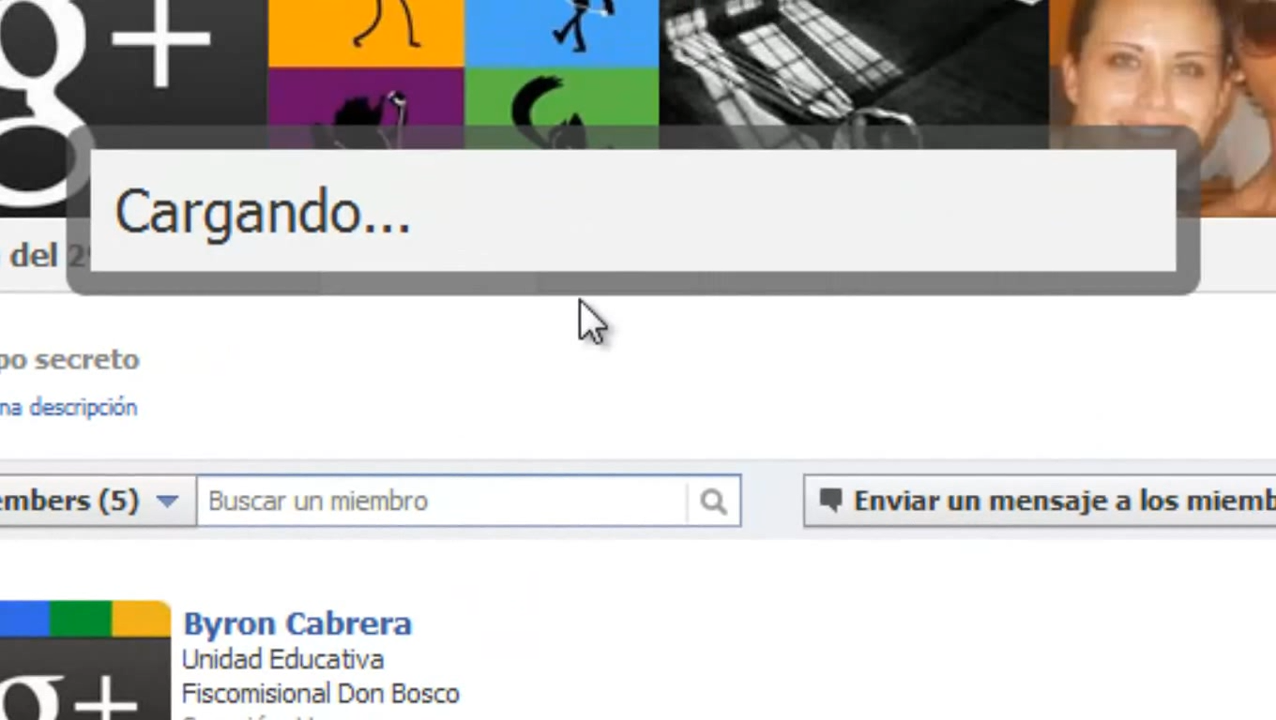 g+
Cargando...
del 2
po secreto
na descripción
embers (5)
Buscar un miembro
Enviar un mensaje a los miemb
Byron Cabrera
Unidad Educativa
Fiscomisional Don Bosco
g+